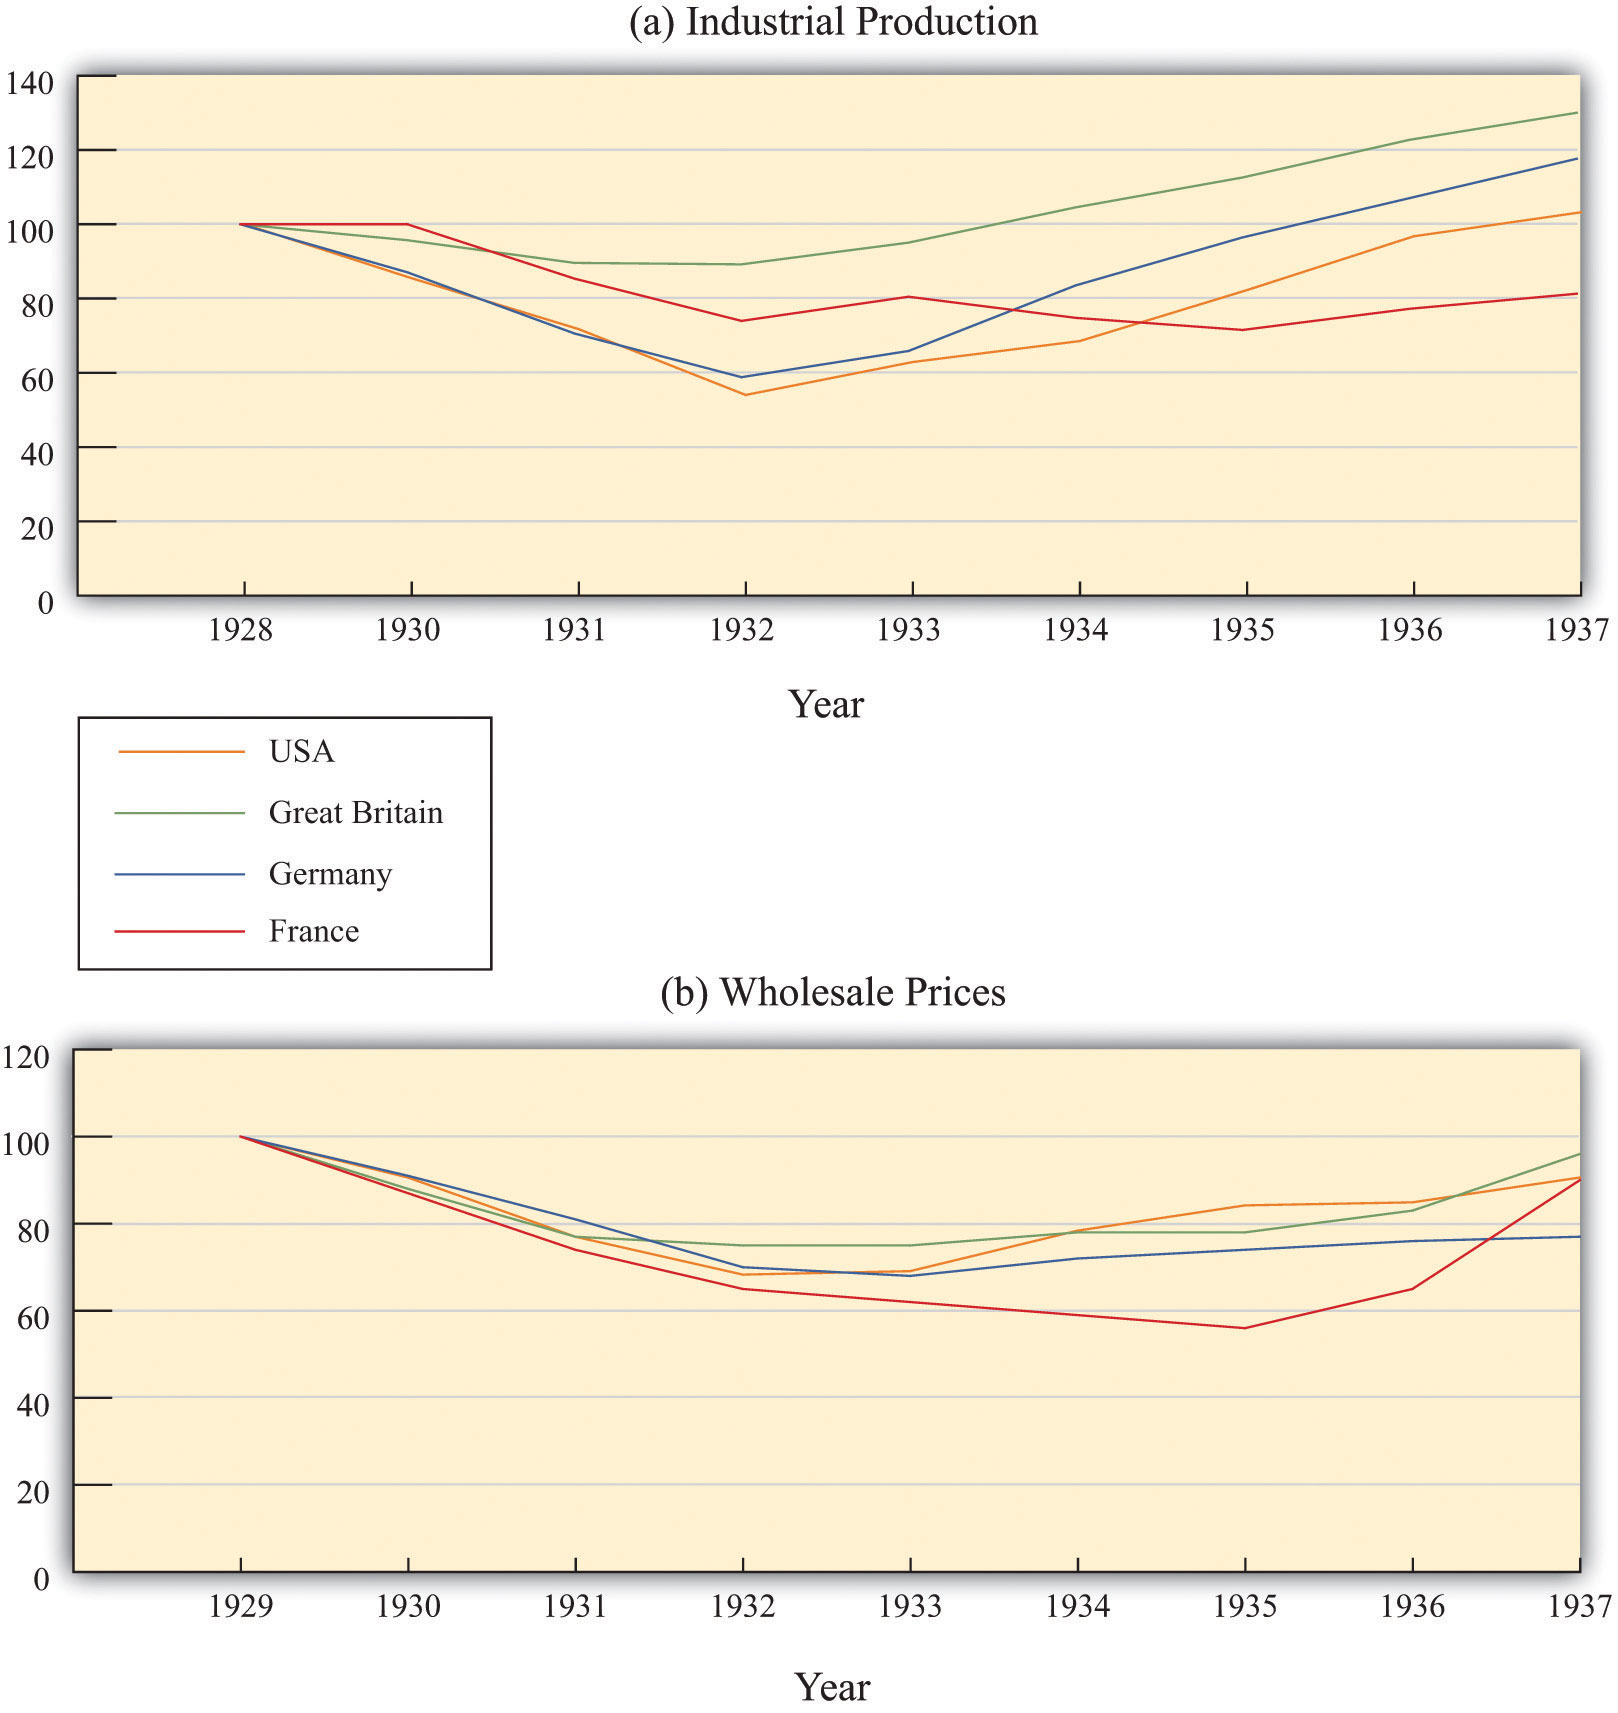 (a) Industrial Production
140
120
100
80
60
40
20
0
1928 1930 1931 1932 1933 1934 1935 1936 1937
Year
USA
Great Britain
Germany
France
(b) Wholesale Prices
120
100
80
60
40
20
0
1929 1930 1931 1932 1933 1934 1935 1936 1937
Year